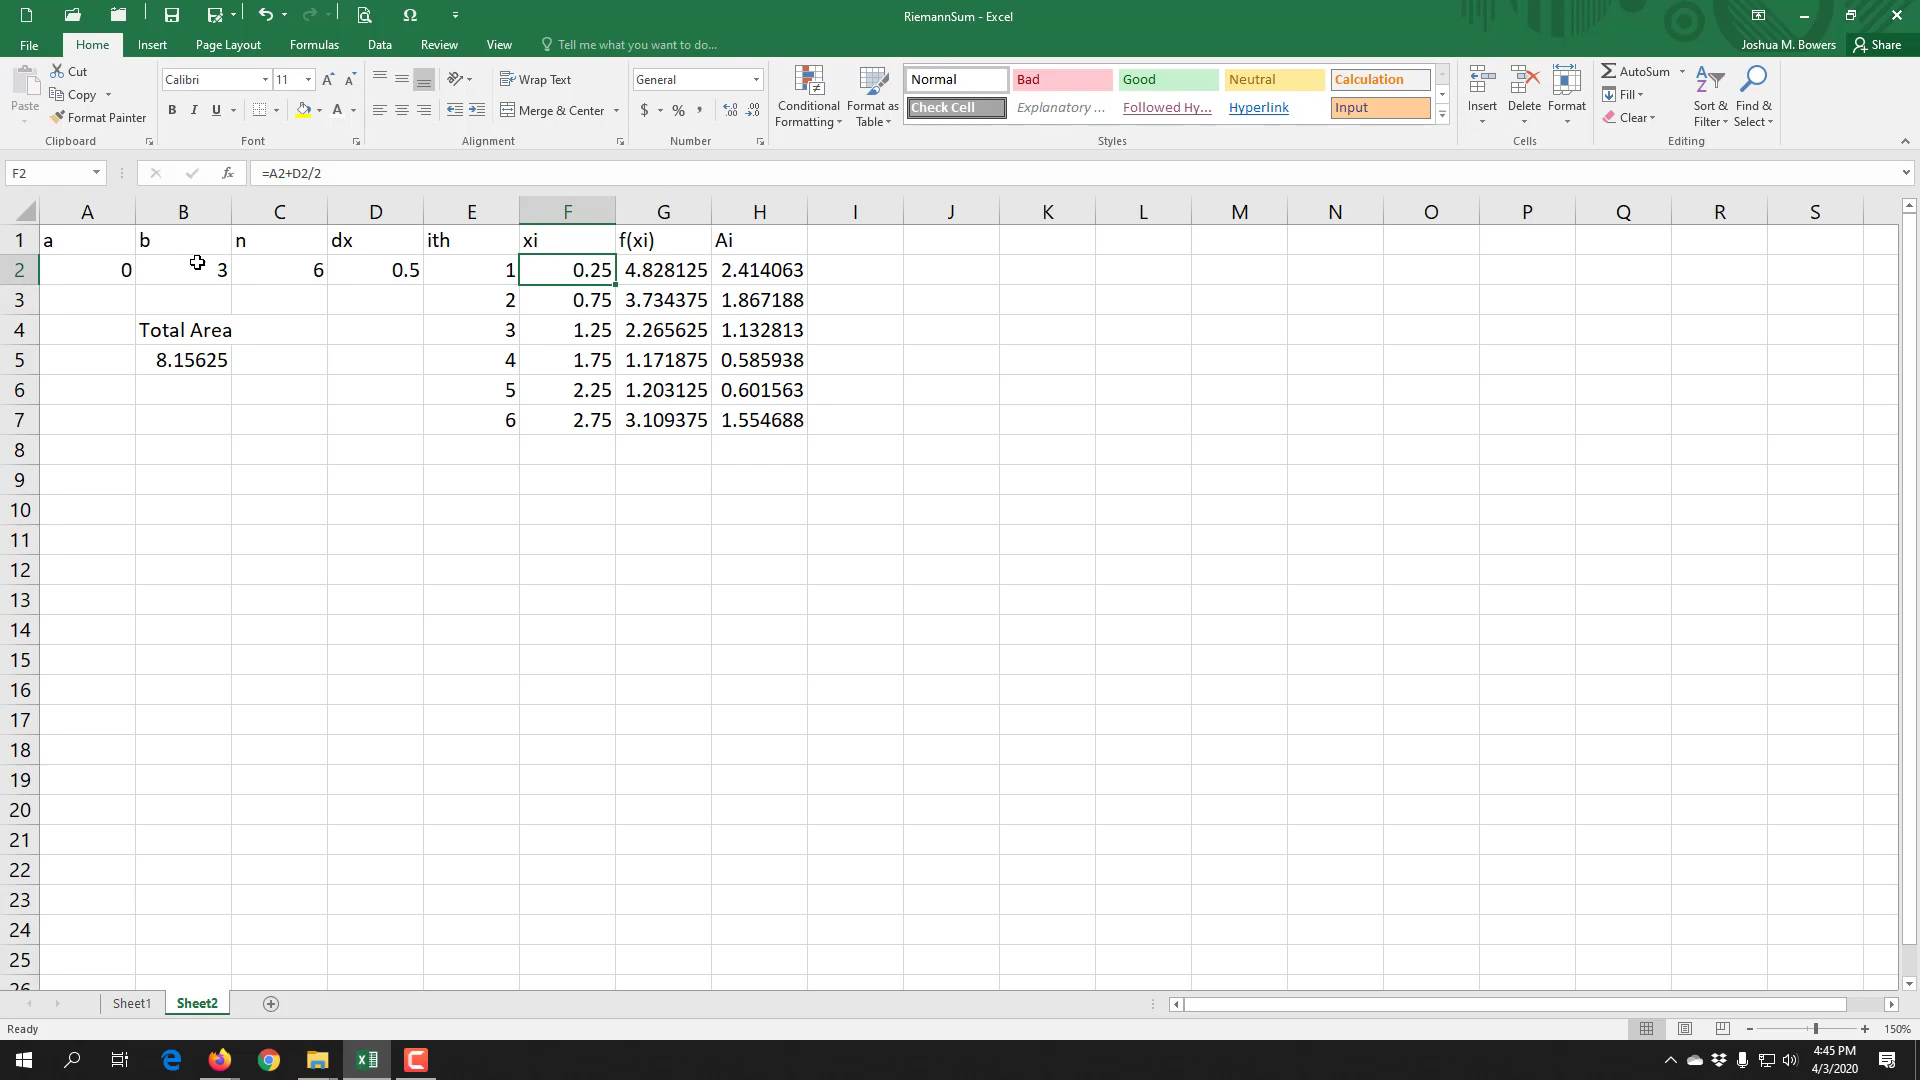 RiemannSum - Excel
File Home Insert Page Layout Formulas Data Review View Tell me what you want to do... Joshua M. Bowers Share
Paste
Cut
Copy
Format Painter
Clipboard
Calibri 11
B I U
Font
Wrap Text
Merge & Center
Alignment
General
$ % ,
Number
Conditional Formatting
Format as Table
Normal Bad Good Neutral Calculation
Check Cell Explanatory ... Followed Hy... Hyperlink Input
Styles
Insert Delete Format
Cells
AutoSum
Fill
Clear
Sort & Filter
Find & Select
Editing
F2 fx =A2+D2/2
A B C D E F G H I J K L M N O P Q R S
1 a b n dx ith xi f(xi) Ai
2 0 3 6 0.5 1 0.25 4.828125 2.414063
3 2 0.75 3.734375 1.867188
4 Total Area 3 1.25 2.265625 1.132813
5 8.15625 4 1.75 1.171875 0.585938
6 5 2.25 1.203125 0.601563
7 6 2.75 3.109375 1.554688
8
9
10
11
12
13
14
15
16
17
18
19
20
21
22
23
24
25
26
Sheet1 Sheet2
Ready 150%
4:45 PM
4/3/2020